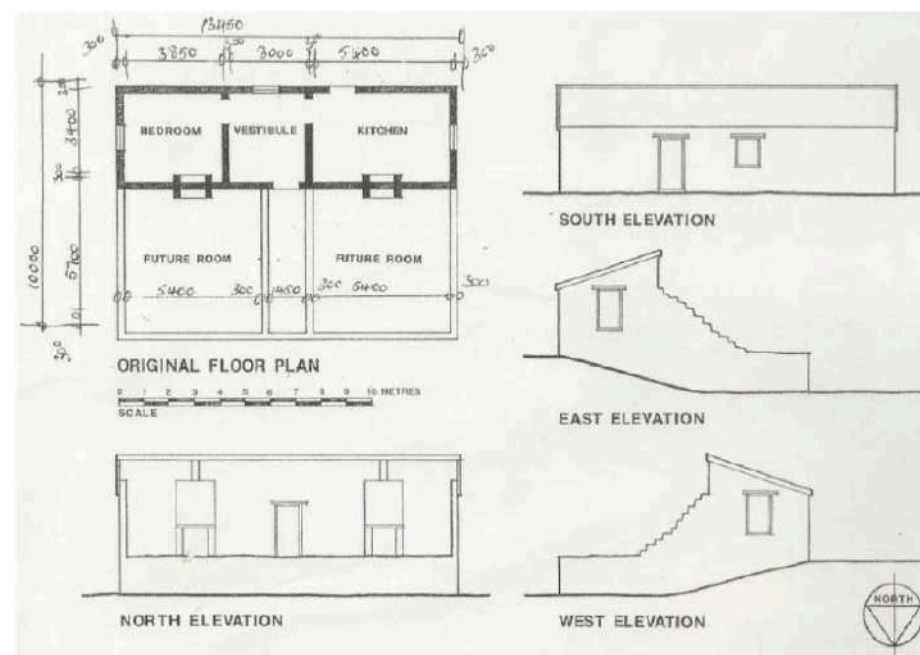 13450
300 3850 3000 5400 300
BEDROOM VESTIBULE KITCHEN
3400
300
10000
5700
FUTURE ROOM FUTURE ROOM
5400 300 1450 300 5400 300
ORIGINAL FLOOR PLAN
0 1 2 3 4 5 6 7 8 9 10 METRES
SCALE
NORTH ELEVATION
SOUTH ELEVATION
EAST ELEVATION
WEST ELEVATION
NORTH